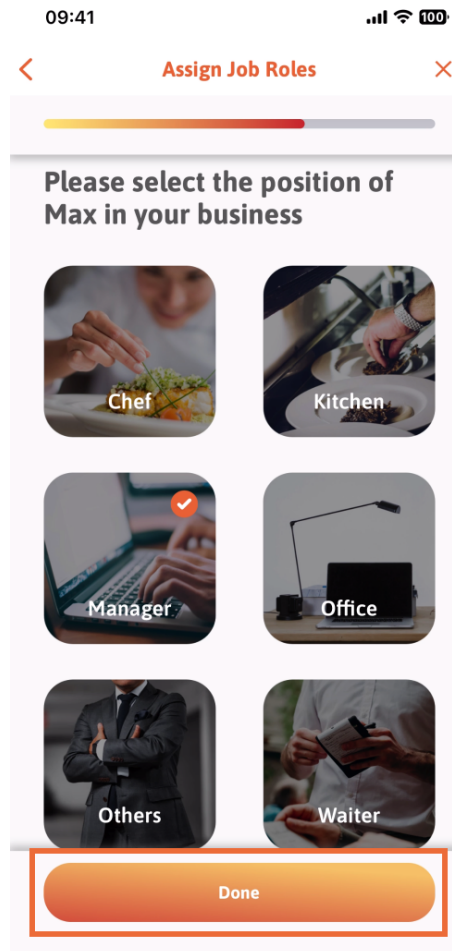 09:41
100
Assign Job Roles
Please select the position of
Max in your business
Chef
Kitchen
Manager
Office
Others
Waiter
Done